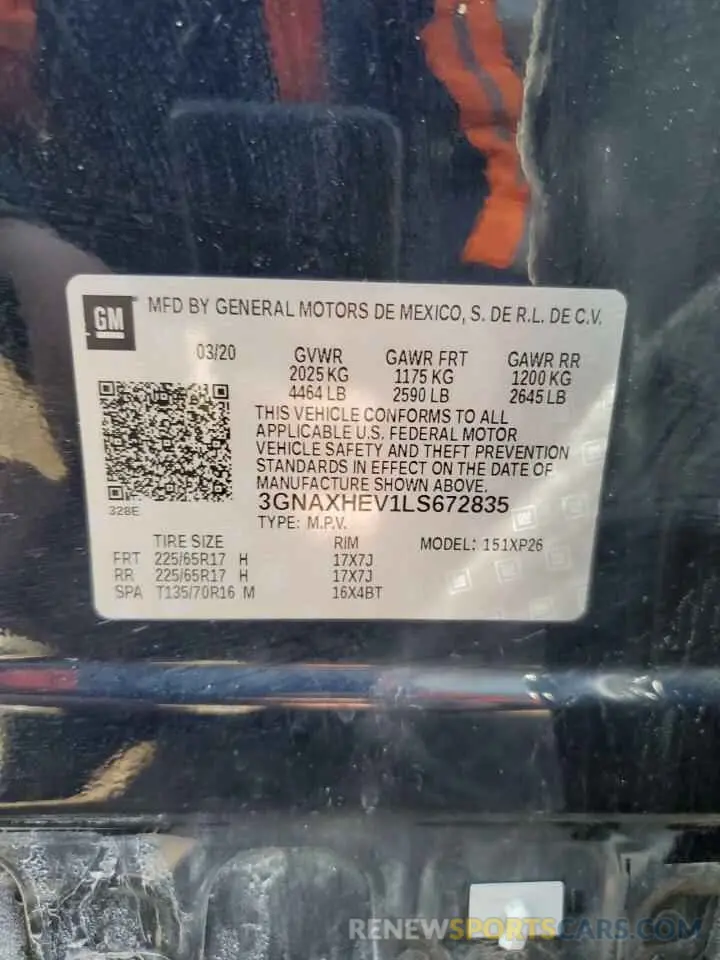 GM
MFD BY GENERAL MOTORS DE MEXICO, S. DE R.L. DE C.V.
03/20 GVWR GAWR FRT GAWR RR
2025 KG 1175 KG 1200 KG
4464 LB 2590 LB 2645 LB
THIS VEHICLE CONFORMS TO ALL
APPLICABLE U.S. FEDERAL MOTOR
VEHICLE SAFETY AND THEFT PREVENTION
STANDARDS IN EFFECT ON THE DATE OF
MANUFACTURE SHOWN ABOVE.
328E
3GNAXHEV1LS672835
TYPE: M.P.V.
TIRE SIZE RIM MODEL: 151XP26
FRT 225/65R17 H 17X7J
RR 225/65R17 H 17X7J
SPA T135/70R16 M 16X4BT
RENEWSPORTSCARS.COM